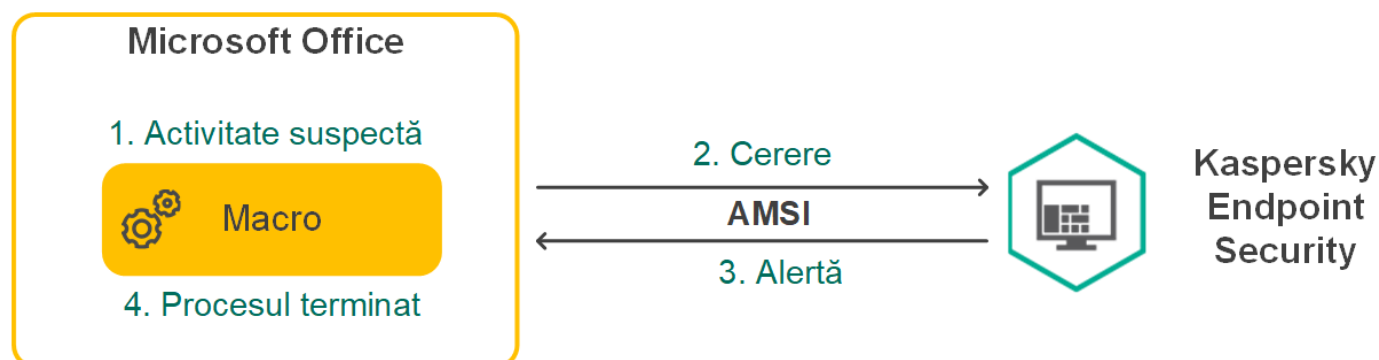 Microsoft Office
1. Activitate suspectă
Macro
4. Procesul terminat
2. Cerere
AMSI
3. Alertă
Kaspersky
Endpoint
Security